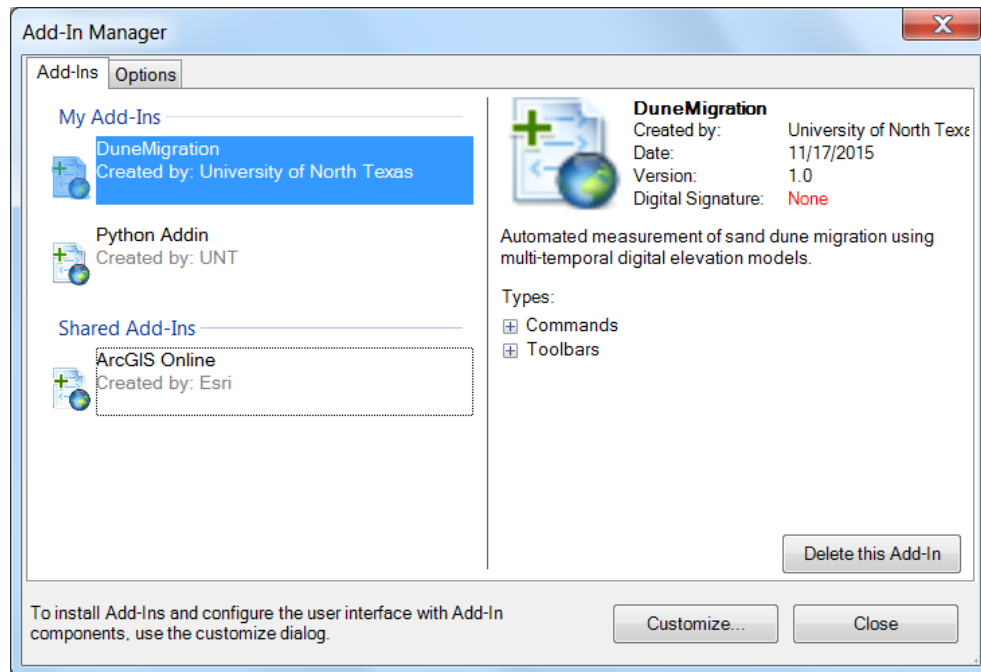 Add-In Manager
Add-Ins
Options
My Add-Ins
DuneMigration
Created by: University of North Texas
Python Addin
Created by: UNT
Shared Add-Ins
ArcGIS Online
Created by: Esri
DuneMigration
Created by: University of North Texa
Date: 11/17/2015
Version: 1.0
Digital Signature: None
Automated measurement of sand dune migration using
multi-temporal digital elevation models.
Types:
Commands
Toolbars
Delete this Add-In
To install Add-Ins and configure the user interface with Add-In
components, use the customize dialog.
Customize...
Close